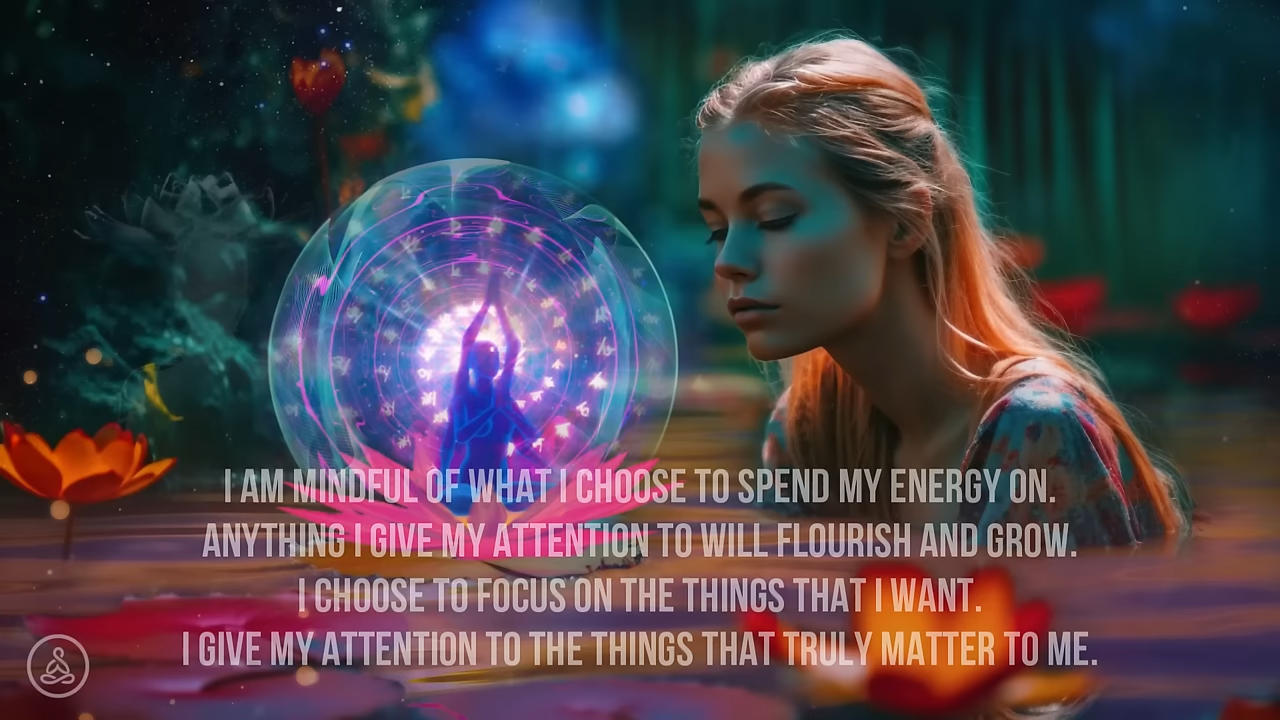 I AM MINDFUL OF WHAT I CHOOSE TO SPEND MY ENERGY ON.
ANYTHING I GIVE MY ATTENTION TO WILL FLOURISH AND GROW.
I CHOOSE TO FOCUS ON THE THINGS THAT I WANT.
I GIVE MY ATTENTION TO THE THINGS THAT TRULY MATTER TO ME.